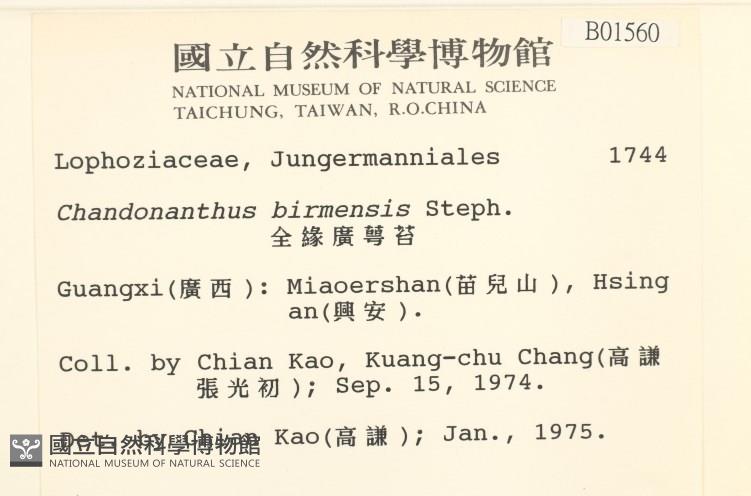 B01560
國立自然科學博物館
NATIONAL MUSEUM OF NATURAL SCIENCE
TAICHUNG, TAIWAN, R.O.CHINA
Lophoziaceae, Jungermanniales 1744
Chandonanthus birmensis Steph.
全緣廣萼苔
Guangxi(廣西): Miaoershan(苗兒山), Hsing
an(興安).
Coll. by Chian Kao, Kuang-chu Chang(高謙
張光初); Sep. 15, 1974.
Det. by Chian Kao(高謙); Jan., 1975.
國立自然科學博物館
NATIONAL MUSEUM OF NATURAL SCIENCE